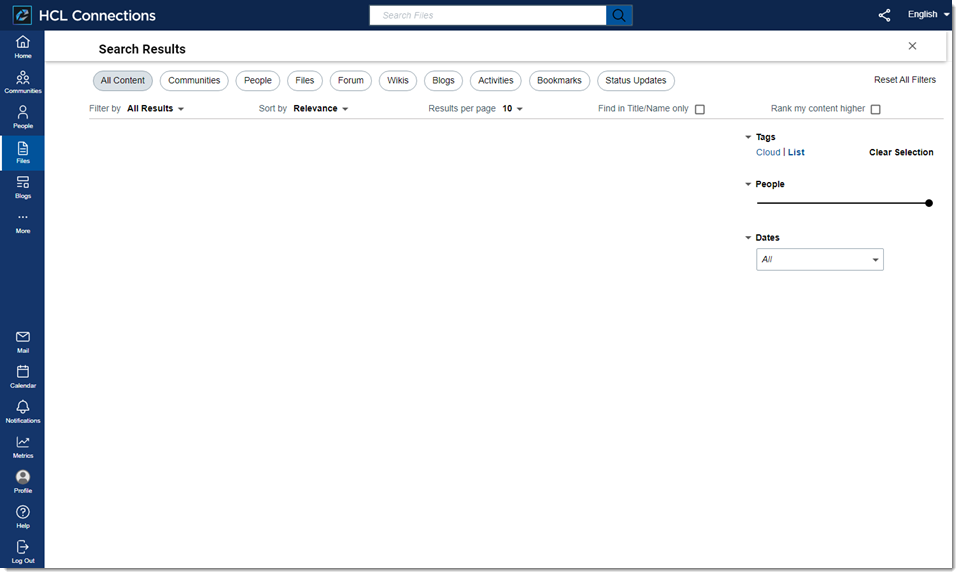 HCL Connections
Search Files
English
Home
Communities
People
Files
Blogs
More
Mail
Calendar
Notifications
Metrics
Profile
Help
Log Out
Search Results
All Content Communities People Files Forum Wikis Blogs Activities Bookmarks Status Updates Reset All Filters
Filter by All Results Sort by Relevance Results per page 10 Find in Title/Name only Rank my content higher
Tags
Cloud | List Clear Selection
People
Dates
All